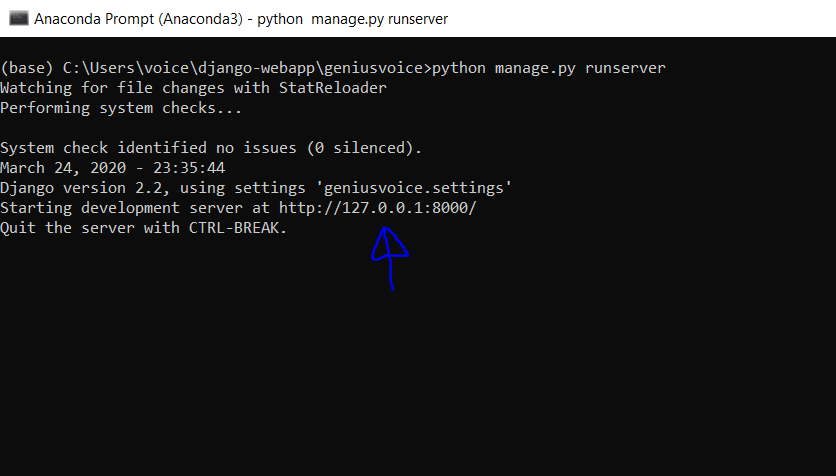 Anaconda Prompt (Anaconda3) - python  manage.py runserver
(base) C:\Users\voice\django-webapp\geniusvoice>python manage.py runserver
Watching for file changes with StatReloader
Performing system checks...
System check identified no issues (0 silenced).
March 24, 2020 - 23:35:44
Django version 2.2, using settings 'geniusvoice.settings'
Starting development server at http://127.0.0.1:8000/
Quit the server with CTRL-BREAK.